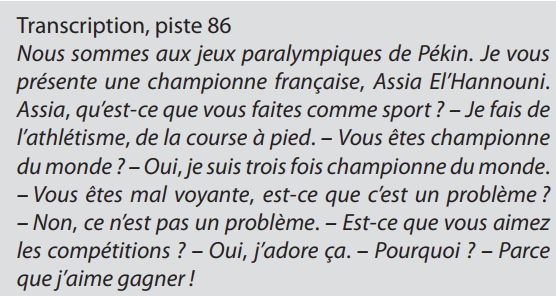 Transcription, piste 86
Nous sommes aux jeux paralympiques de Pékin. Je vous
présente une championne française, Assia El’Hannouni.
Assia, qu’est-ce que vous faites comme sport ? – Je fais de
l’athlétisme, de la course à pied. – Vous êtes championne
du monde ? – Oui, je suis trois fois championne du monde.
– Vous êtes mal voyante, est-ce que c’est un problème ?
– Non, ce n’est pas un problème. – Est-ce que vous aimez
les compétitions ? – Oui, j’adore ça. – Pourquoi ? – Parce
que j’aime gagner !